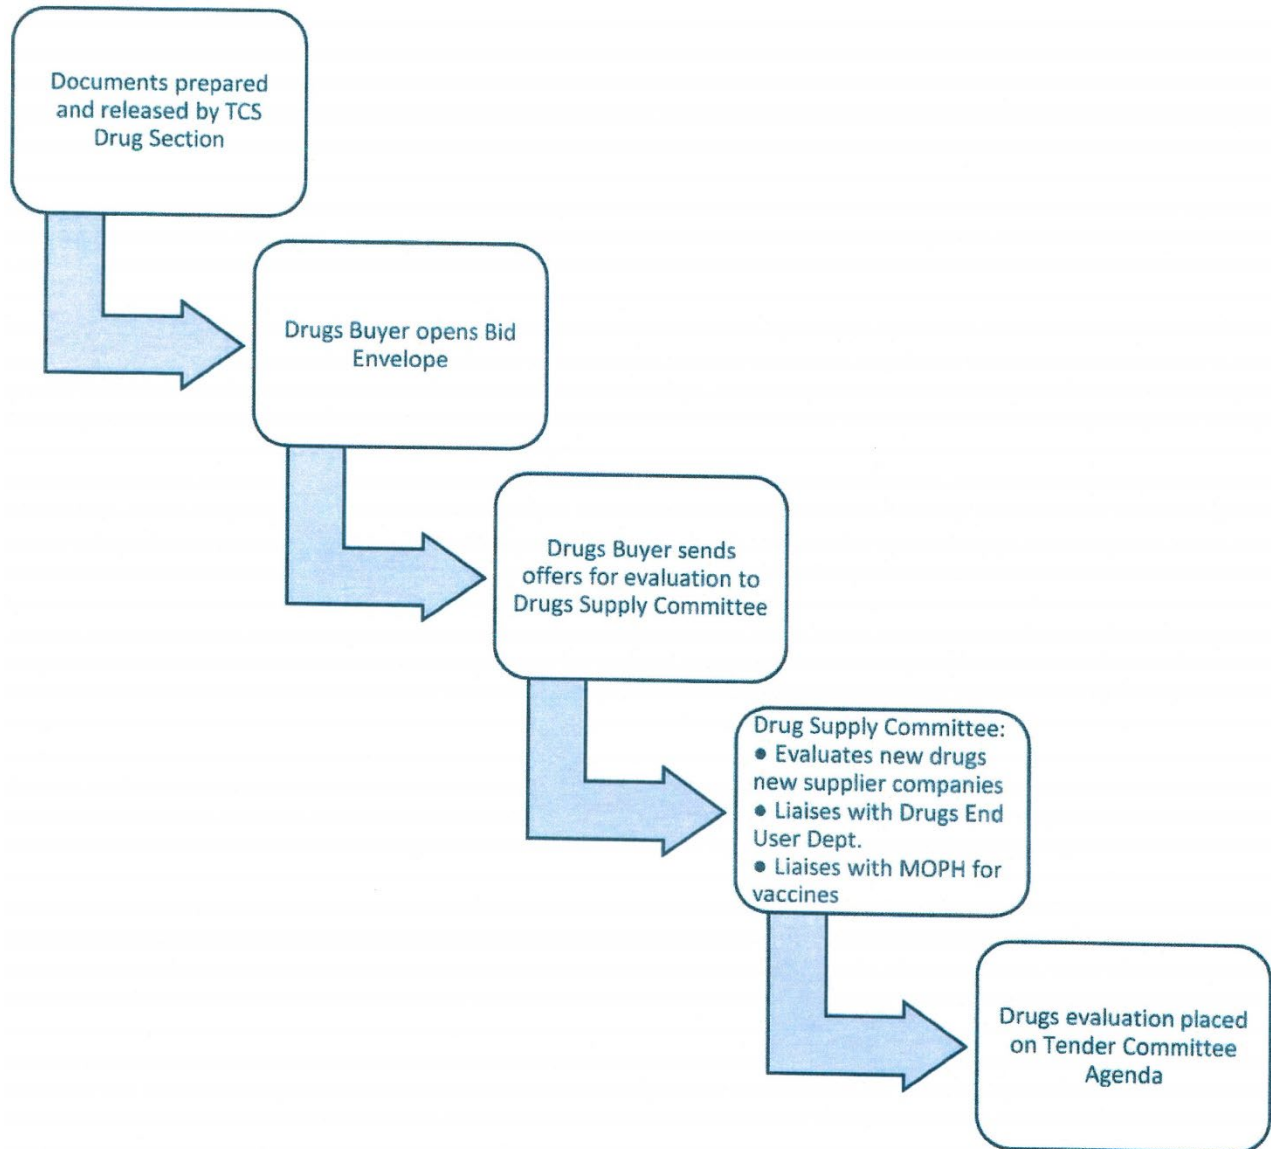 Documents prepared
and released by TCS
Drug Section
Drugs Buyer opens Bid
Envelope
Drugs Buyer sends
offers for evaluation to
Drugs Supply Committee
Drug Supply Committee:
● Evaluates new drugs
new supplier companies
● Liaises with Drugs End
User Dept.
● Liaises with MOPH for
vaccines
Drugs evaluation placed
on Tender Committee
Agenda